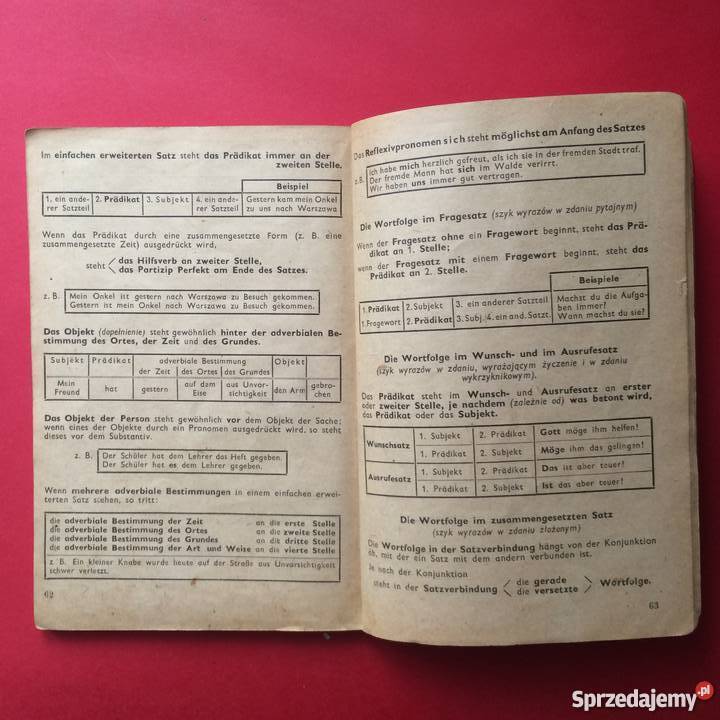 Im einfachen erweiterten Satz steht das Prädikat immer an der
zweiten Stelle.
Beispiel
1. ein ande- 2. Prädikat 3. Subjekt 4. ein ande- Gestern kam mein Onkel
rer Satzteil rer Satzteil zu uns nach Warszawa
Wenn das Prädikat durch eine zusammengesetzte Form (z. B. eine
zusammengesetzte Zeit) ausgedrückt wird,
steht das Hilfsverb an zweiter Stelle,
das Partizip Perfekt am Ende des Satzes.
z. B. Mein Onkel ist gestern nach Warszawa zu Besuch gekommen.
Gestern ist mein Onkel nach Warszawa zu Besuch gekommen.
Das Objekt (dopełnienie) steht gewöhnlich hinter der adverbialen Be-
stimmung des Ortes, der Zeit und des Grundes.
Subjekt Prädikat adverbiale Bestimmung Objekt
der Zeit des Ortes des Grundes
Mein Freund hat gestern auf dem Eise aus Unvor- sichtigkeit den Arm gebro- chen
Das Objekt der Person steht gewöhnlich vor dem Objekt der Sache;
wenn eines der Objekte durch ein Pronomen ausgedrückt wird, so steht
dieses vor dem Substantiv.
z. B. Der Schüler hat dem Lehrer das Heft gegeben.
Der Schüler hat es dem Lehrer gegeben.
Wenn mehrere adverbiale Bestimmungen in einem einfachen erwei-
terten Satz stehen, so tritt:
die adverbiale Bestimmung der Zeit an die erste Stelle
die adverbiale Bestimmung des Ortes an die zweite Stelle
die adverbiale Bestimmung des Grundes an die dritte Stelle
die adverbiale Bestimmung der Art und Weise an die vierte Stelle
z. B. Ein kleiner Knabe wurde heute auf der Straße aus Unvorsichtigkeit
schwer verletzt.
62
Das Reflexivpronomen sich steht möglichst am Anfang des Satzes
z. B. Ich habe mich herzlich gefreut, als ich sie in der fremden Stadt traf.
Der fremde Mann hat sich im Walde verirrt.
Wir haben uns immer gut vertragen.
Die Wortfolge im Fragesatz (szyk wyrazów w zdaniu pytajnym)
Wenn der Fragesatz ohne ein Fragewort beginnt, steht das Prä-
dikat an 1. Stelle;
wenn der Fragesatz mit einem Fragewort beginnt, steht das
Prädikat an 2. Stelle.
Beispiele
1. Prädikat 2. Subjekt 3. ein anderer Satzteil Machst du die Aufga-
ben immer?
1. Fragewort 2. Prädikat 3. Subj. 4. ein and. Satzt. Wann machst du sie?
Die Wortfolge im Wunsch- und im Ausrufesatz
(szyk wyrazów w zdaniu, wyrażającym życzenie i w zdaniu
wykrzyknikowym).
Das Prädikat steht im Wunsch- und Ausrufesatz an erster
oder zweiter Stelle, je nachdem (zależnie od) was betont wird,
das Prädikat oder das Subjekt.
Wunschsatz 1. Subjekt 2. Prädikat Gott möge ihm helfen!
1. Prädikat 2. Subjekt Möge ihm das gelingen!
Ausrufesatz 1. Subjekt 2. Prädikat Das ist aber teuer!
1. Prädikat 2. Subjekt Ist das aber teuer!
Die Wortfolge im zusammengesetzten Satz
(szyk wyrazów w zdaniu złożonym)
Die Wortfolge in der Satzverbindung hängt von der Konjunktion
ab, mit der ein Satz mit dem andern verbunden ist.
Je nach der Konjunktion
steht in der Satzverbindung die gerade Wortfolge.
die versetzte
63
Sprzedajemy.pl